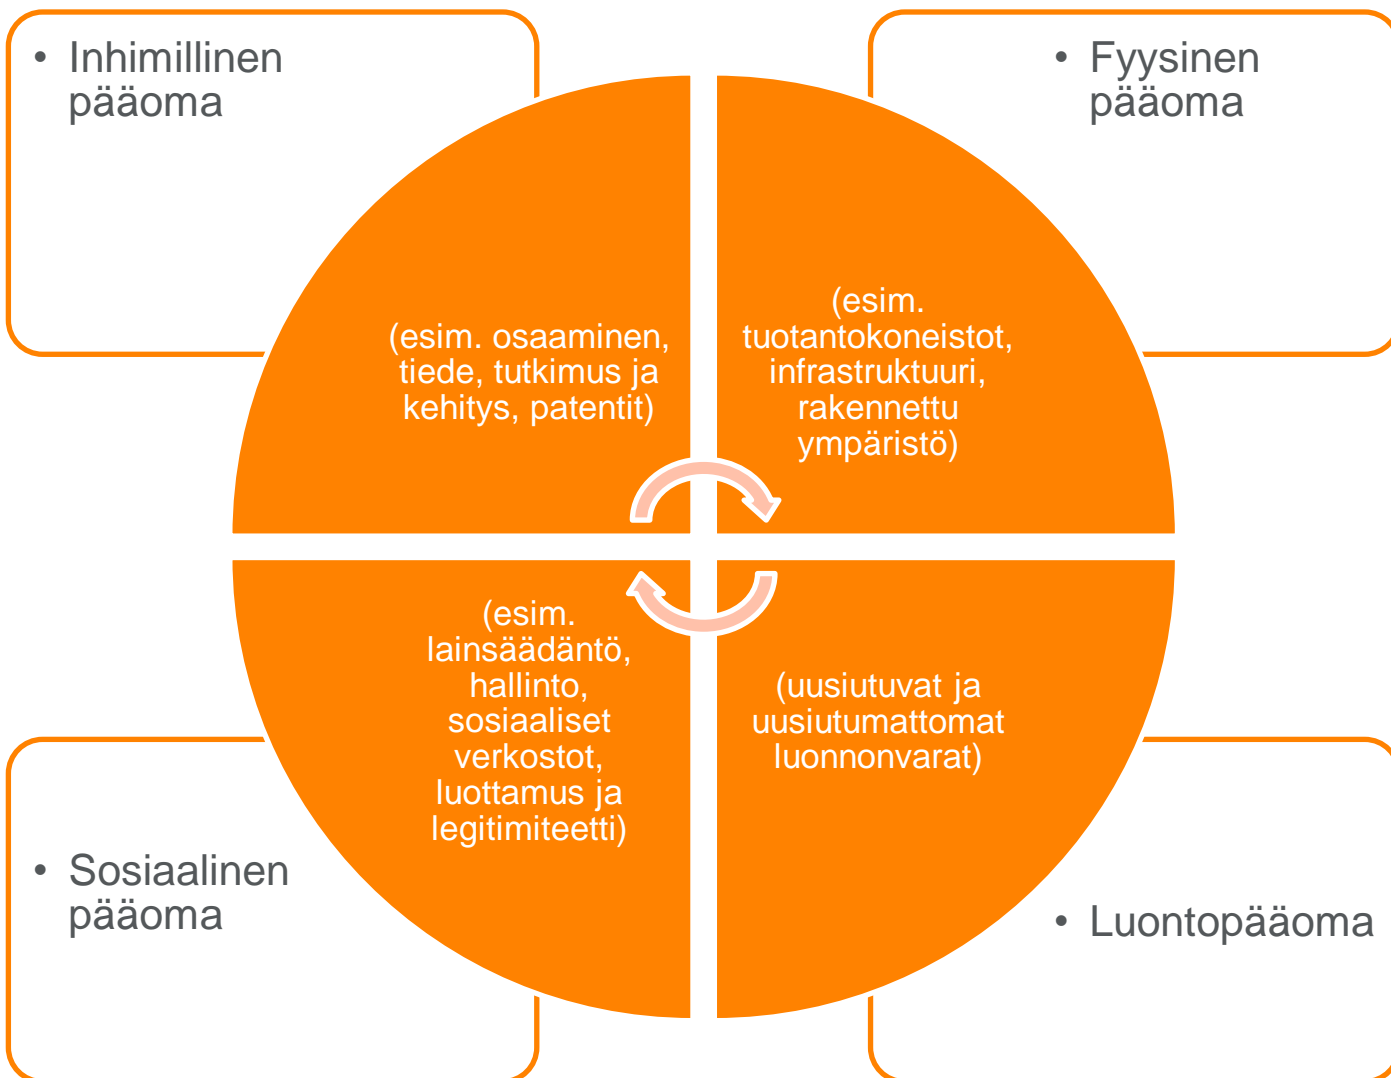 • Inhimillinen
pääoma
• Fyysinen
pääoma
(esim. osaaminen,
tiede, tutkimus ja
kehitys, patentit)
(esim.
tuotantokoneistot,
infrastruktuuri,
rakennettu
ympäristö)
(esim.
lainsäädäntö,
hallinto,
sosiaaliset
verkostot,
luottamus ja
legitimiteetti)
(uusiutuvat ja
uusiutumattomat
luonnonvarat)
• Sosiaalinen
pääoma
• Luontopääoma